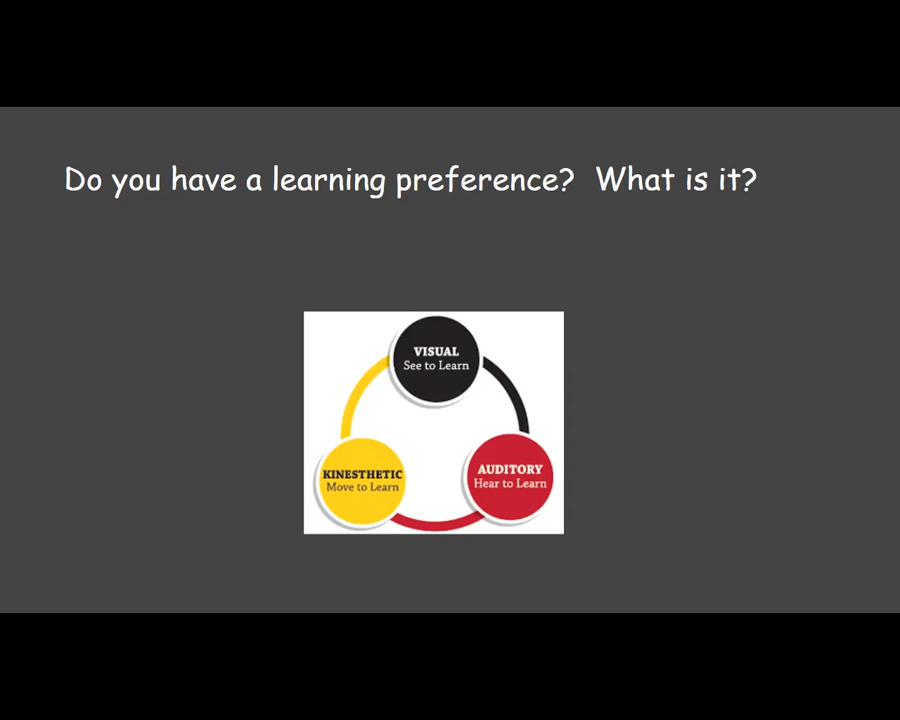 Do you have a learning preference?  What is it?
VISUAL
See to Learn
KINESTHETIC
Move to Learn
AUDITORY
Hear to Learn